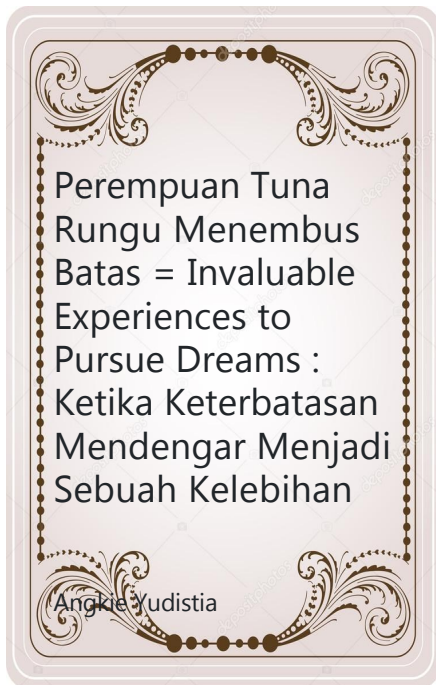 Perempuan Tuna
Rungu Menembus
Batas = Invaluable
Experiences to
Pursue Dreams :
Ketika Keterbatasan
Mendengar Menjadi
Sebuah Kelebihan
Angkie Yudistia